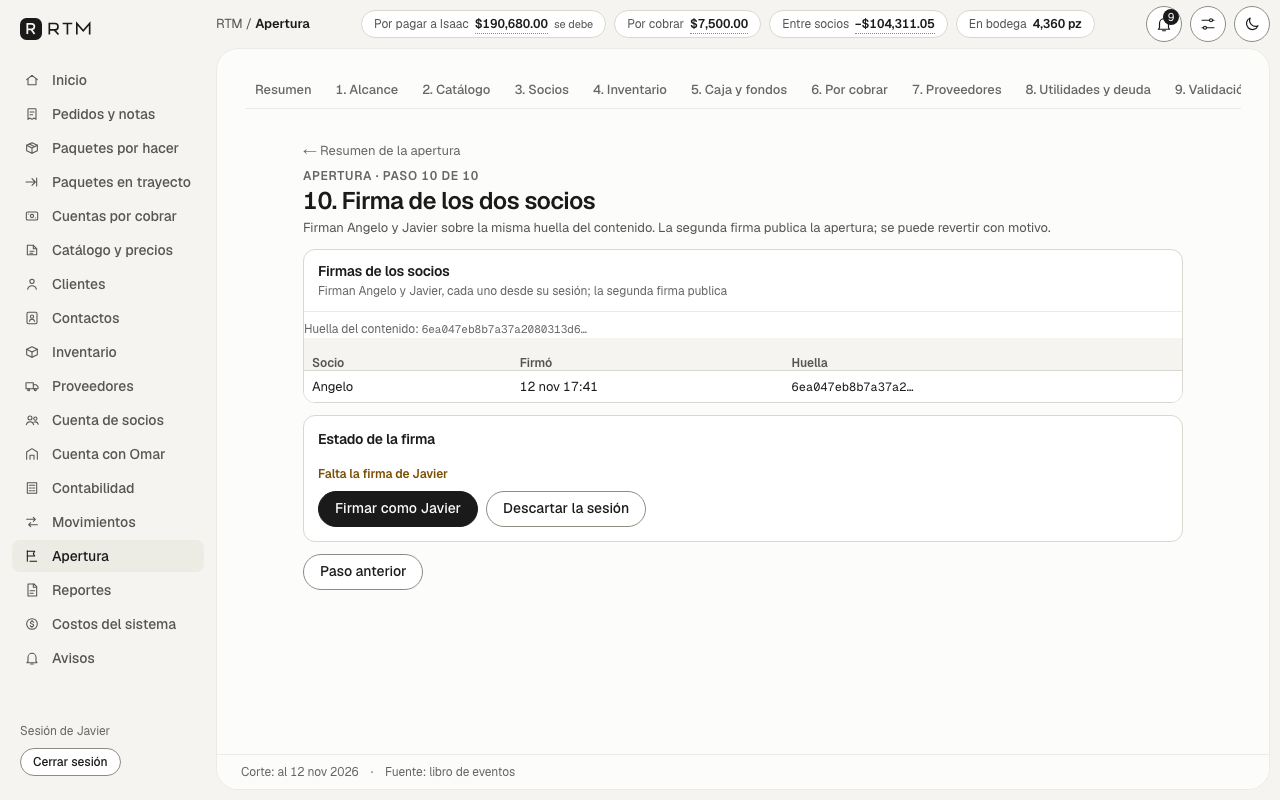 R RTM
RTM / Apertura
Por pagar a Isaac $190,680.00 se debe
Por cobrar $7,500.00
Entre socios −$104,311.05
En bodega 4,360 pz
9
Inicio
Pedidos y notas
Paquetes por hacer
Paquetes en trayecto
Cuentas por cobrar
Catálogo y precios
Clientes
Contactos
Inventario
Proveedores
Cuenta de socios
Cuenta con Omar
Contabilidad
Movimientos
Apertura
Reportes
Costos del sistema
Avisos
Sesión de Javier
Cerrar sesión
Resumen 1. Alcance 2. Catálogo 3. Socios 4. Inventario 5. Caja y fondos 6. Por cobrar 7. Proveedores 8. Utilidades y deuda 9. Validació
← Resumen de la apertura
APERTURA · PASO 10 DE 10
10. Firma de los dos socios
Firman Angelo y Javier sobre la misma huella del contenido. La segunda firma publica la apertura; se puede revertir con motivo.
Firmas de los socios
Firman Angelo y Javier, cada uno desde su sesión; la segunda firma publica
Huella del contenido: 6ea047eb8b7a37a2080313d6…
Socio Firmó Huella
Angelo 12 nov 17:41 6ea047eb8b7a37a2…
Estado de la firma
Falta la firma de Javier
Firmar como Javier Descartar la sesión
Paso anterior
Corte: al 12 nov 2026 · Fuente: libro de eventos